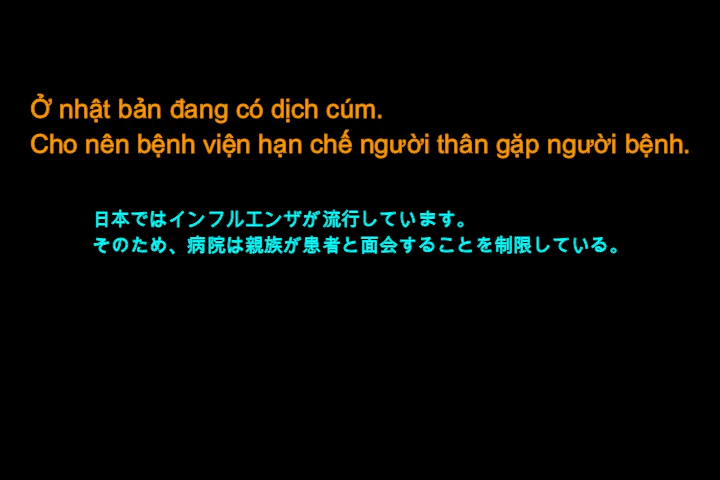 Ở nhật bản đang có dịch cúm.
Cho nên bệnh viện hạn chế người thân gặp người bệnh.
日本ではインフルエンザが流行しています。
そのため、病院は親族が患者と面会することを制限している。